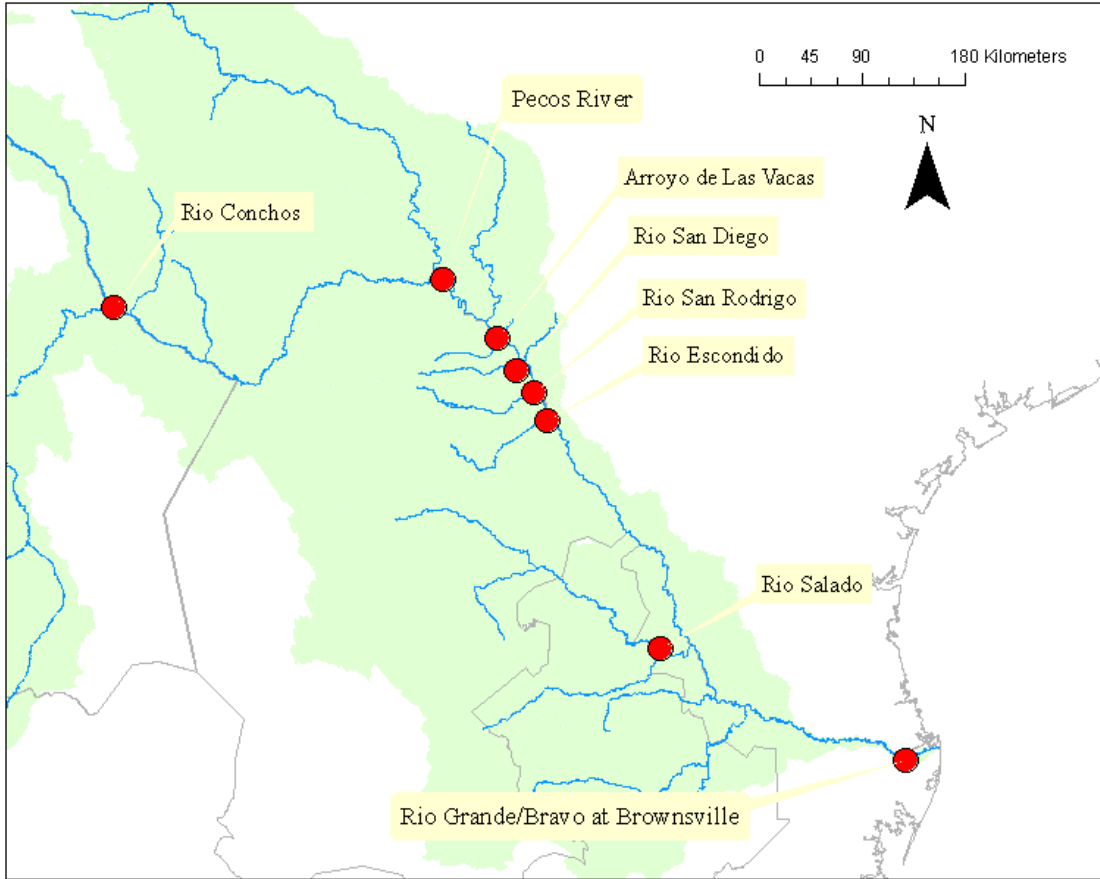 0 45 90 180 Kilometers
Pecos River
N
Arroyo de Las Vacas
Rio Conchos
Rio San Diego
Rio San Rodrigo
Rio Escondido
Rio Salado
Rio Grande/Bravo at Brownsville